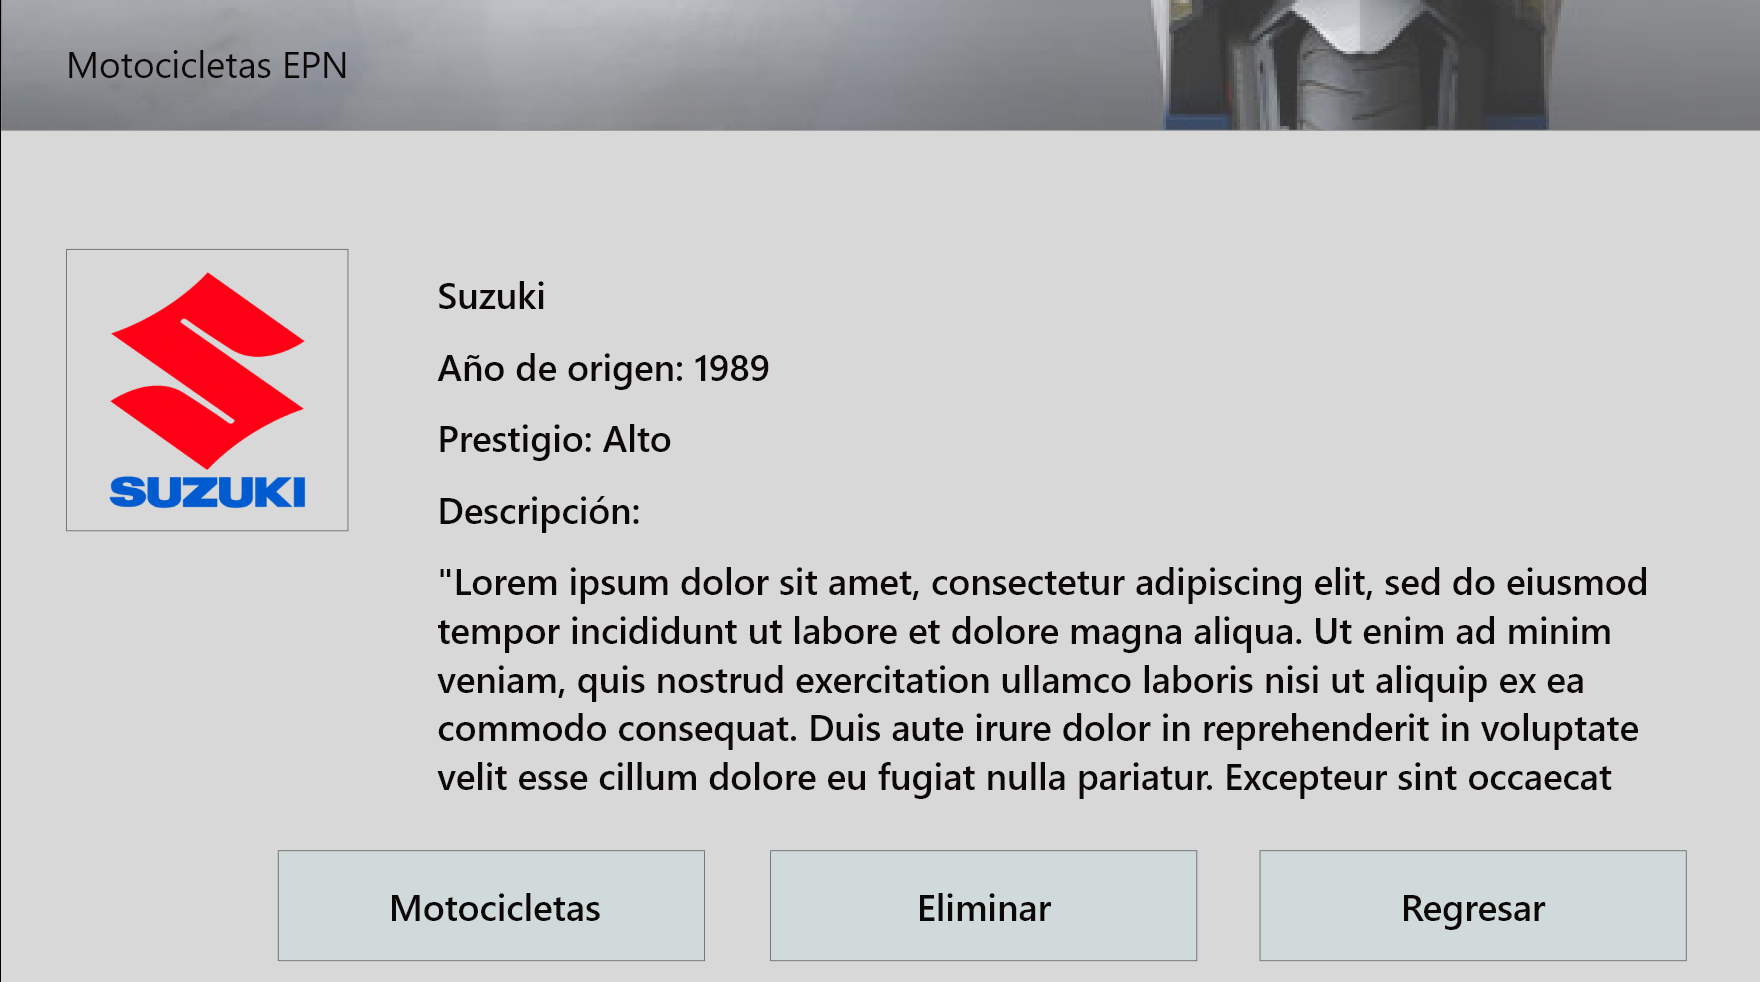 Motocicletas EPN
SUZUKI
Suzuki
Año de origen: 1989
Prestigio: Alto
Descripción:
"Lorem ipsum dolor sit amet, consectetur adipiscing elit, sed do eiusmod
tempor incididunt ut labore et dolore magna aliqua. Ut enim ad minim
veniam, quis nostrud exercitation ullamco laboris nisi ut aliquip ex ea
commodo consequat. Duis aute irure dolor in reprehenderit in voluptate
velit esse cillum dolore eu fugiat nulla pariatur. Excepteur sint occaecat
Motocicletas
Eliminar
Regresar